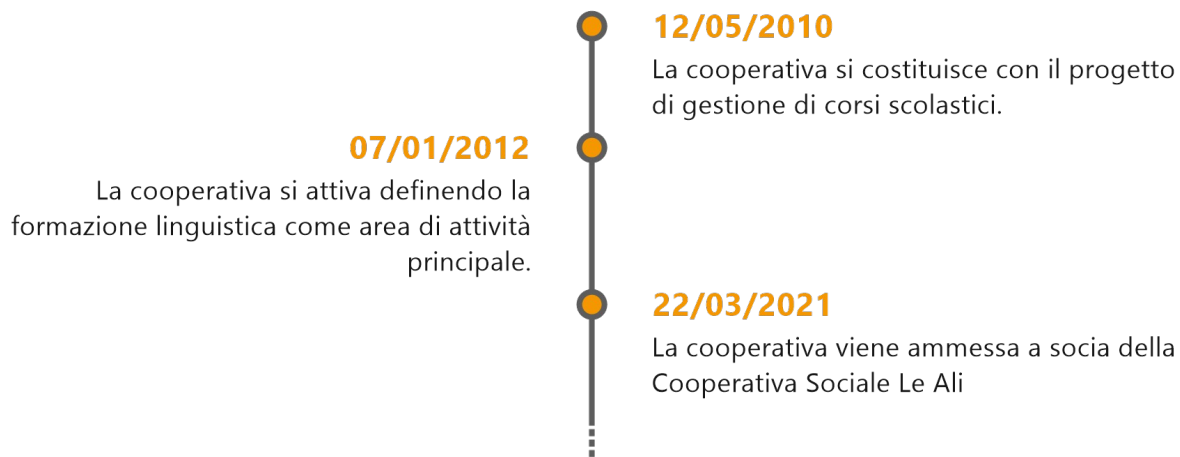 12/05/2010
La cooperativa si costituisce con il progetto
di gestione di corsi scolastici.
07/01/2012
La cooperativa si attiva definendo la
formazione linguistica come area di attività
principale.
22/03/2021
La cooperativa viene ammessa a socia della
Cooperativa Sociale Le Ali